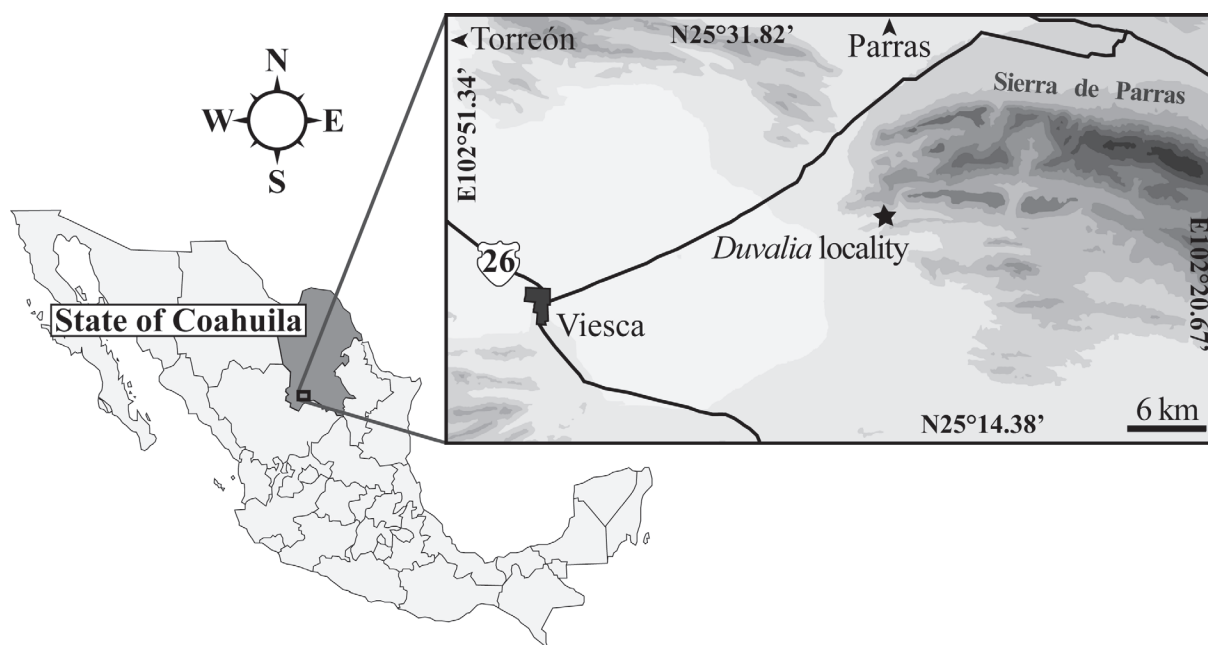 N
W
E
S
State of Coahuila
Torreón
N25°31.82’
Parras
E102°51.34’
Sierra de Parras
Duvalia locality
E102°20.67’
26
Viesca
N25°14.38’
6 km